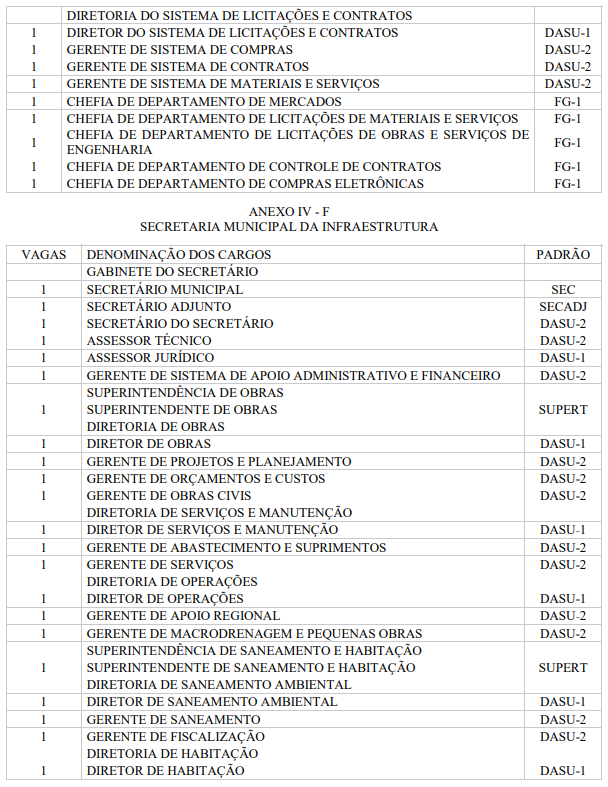 DIRETORIA DO SISTEMA DE LICITAÇÕES E CONTRATOS
1 DIRETOR DO SISTEMA DE LICITAÇÕES E CONTRATOS DASU-1
1 GERENTE DE SISTEMA DE COMPRAS DASU-2
1 GERENTE DE SISTEMA DE CONTRATOS DASU-2
1 GERENTE DE SISTEMA DE MATERIAIS E SERVIÇOS DASU-2
1 CHEFIA DE DEPARTAMENTO DE MERCADOS FG-1
1 CHEFIA DE DEPARTAMENTO DE LICITAÇÕES DE MATERIAIS E SERVIÇOS FG-1
1 CHEFIA DE DEPARTAMENTO DE LICITAÇÕES DE OBRAS E SERVIÇOS DE FG-1
ENGENHARIA
1 CHEFIA DE DEPARTAMENTO DE CONTROLE DE CONTRATOS FG-1
1 CHEFIA DE DEPARTAMENTO DE COMPRAS ELETRÔNICAS FG-1
ANEXO IV - F
SECRETARIA MUNICIPAL DA INFRAESTRUTURA
VAGAS DENOMINAÇÃO DOS CARGOS PADRÃO
GABINETE DO SECRETÁRIO
1 SECRETÁRIO MUNICIPAL SEC
1 SECRETÁRIO ADJUNTO SECADJ
1 SECRETÁRIO DO SECRETÁRIO DASU-2
1 ASSESSOR TÉCNICO DASU-2
1 ASSESSOR JURÍDICO DASU-1
1 GERENTE DE SISTEMA DE APOIO ADMINISTRATIVO E FINANCEIRO DASU-2
SUPERINTENDÊNCIA DE OBRAS
1 SUPERINTENDENTE DE OBRAS SUPERT
DIRETORIA DE OBRAS
1 DIRETOR DE OBRAS DASU-1
1 GERENTE DE PROJETOS E PLANEJAMENTO DASU-2
1 GERENTE DE ORÇAMENTOS E CUSTOS DASU-2
1 GERENTE DE OBRAS CIVIS DASU-2
DIRETORIA DE SERVIÇOS E MANUTENÇÃO
1 DIRETOR DE SERVIÇOS E MANUTENÇÃO DASU-1
1 GERENTE DE ABASTECIMENTO E SUPRIMENTOS DASU-2
1 GERENTE DE SERVIÇOS DASU-2
DIRETORIA DE OPERAÇÕES
1 DIRETOR DE OPERAÇÕES DASU-1
1 GERENTE DE APOIO REGIONAL DASU-2
1 GERENTE DE MACRODRENAGEM E PEQUENAS OBRAS DASU-2
SUPERINTENDÊNCIA DE SANEAMENTO E HABITAÇÃO
1 SUPERINTENDENTE DE SANEAMENTO E HABITAÇÃO SUPERT
DIRETORIA DE SANEAMENTO AMBIENTAL
1 DIRETOR DE SANEAMENTO AMBIENTAL DASU-1
1 GERENTE DE SANEAMENTO DASU-2
1 GERENTE DE FISCALIZAÇÃO DASU-2
DIRETORIA DE HABITAÇÃO
1 DIRETOR DE HABITAÇÃO DASU-1